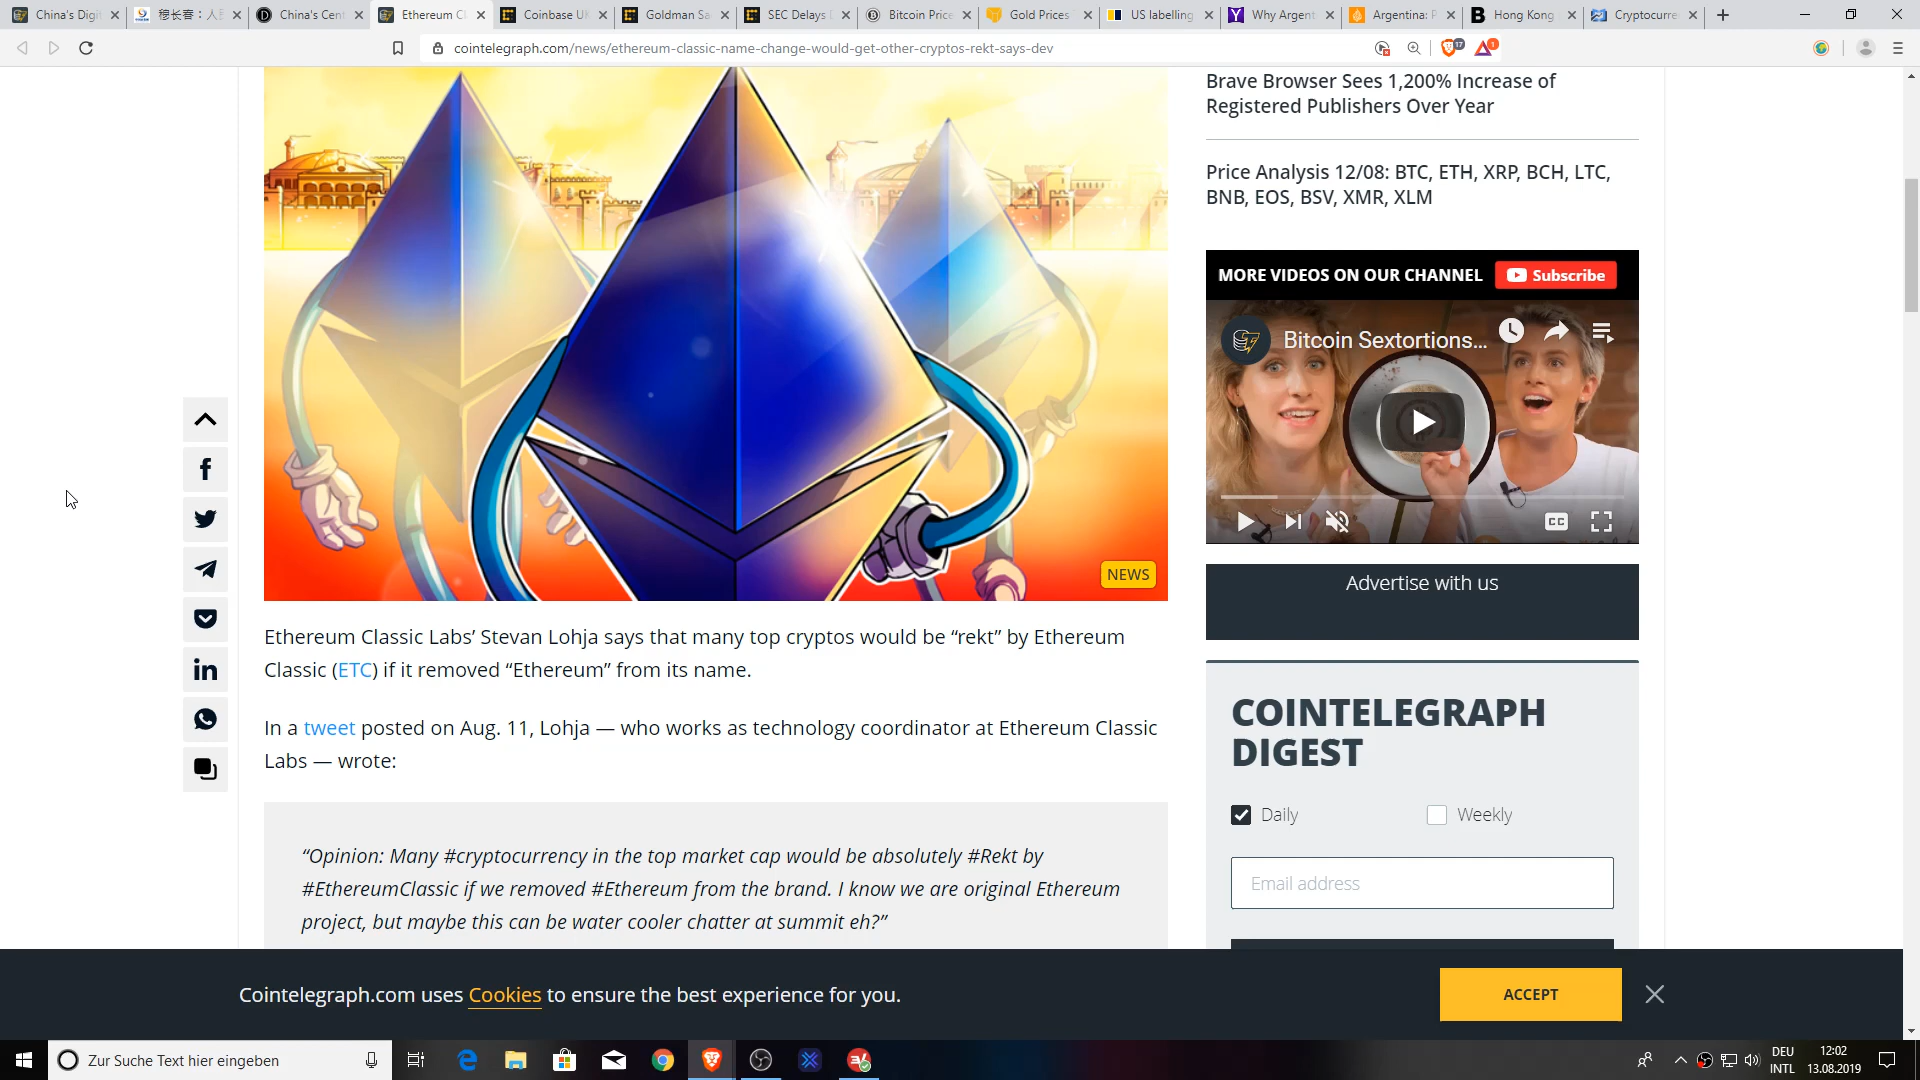 China's Digi
穆长春：人民
China's Cent
Ethereum Cl
Coinbase U
Goldman Sa
SEC Delays
Bitcoin Price
Gold Prices
US labelling
Why Argent
Argentina: P
Hong Kong
Cryptocurre
cointelegraph.com/news/ethereum-classic-name-change-would-get-other-cryptos-rekt-says-dev
17
1
Brave Browser Sees 1,200% Increase of
Registered Publishers Over Year
Price Analysis 12/08: BTC, ETH, XRP, BCH, LTC,
BNB, EOS, BSV, XMR, XLM
MORE VIDEOS ON OUR CHANNEL
Subscribe
Bitcoin Sextortions...
CC
NEWS
Advertise with us
Ethereum Classic Labs’ Stevan Lohja says that many top cryptos would be “rekt” by Ethereum
Classic (ETC) if it removed “Ethereum” from its name.
In a tweet posted on Aug. 11, Lohja — who works as technology coordinator at Ethereum Classic
Labs — wrote:
“Opinion: Many #cryptocurrency in the top market cap would be absolutely #Rekt by
#EthereumClassic if we removed #Ethereum from the brand. I know we are original Ethereum
project, but maybe this can be water cooler chatter at summit eh?”
COINTELEGRAPH
DIGEST
Daily
Weekly
Email address
Cointelegraph.com uses Cookies to ensure the best experience for you.
ACCEPT
Zur Suche Text hier eingeben
DEU
INTL
12:02
13.08.2019